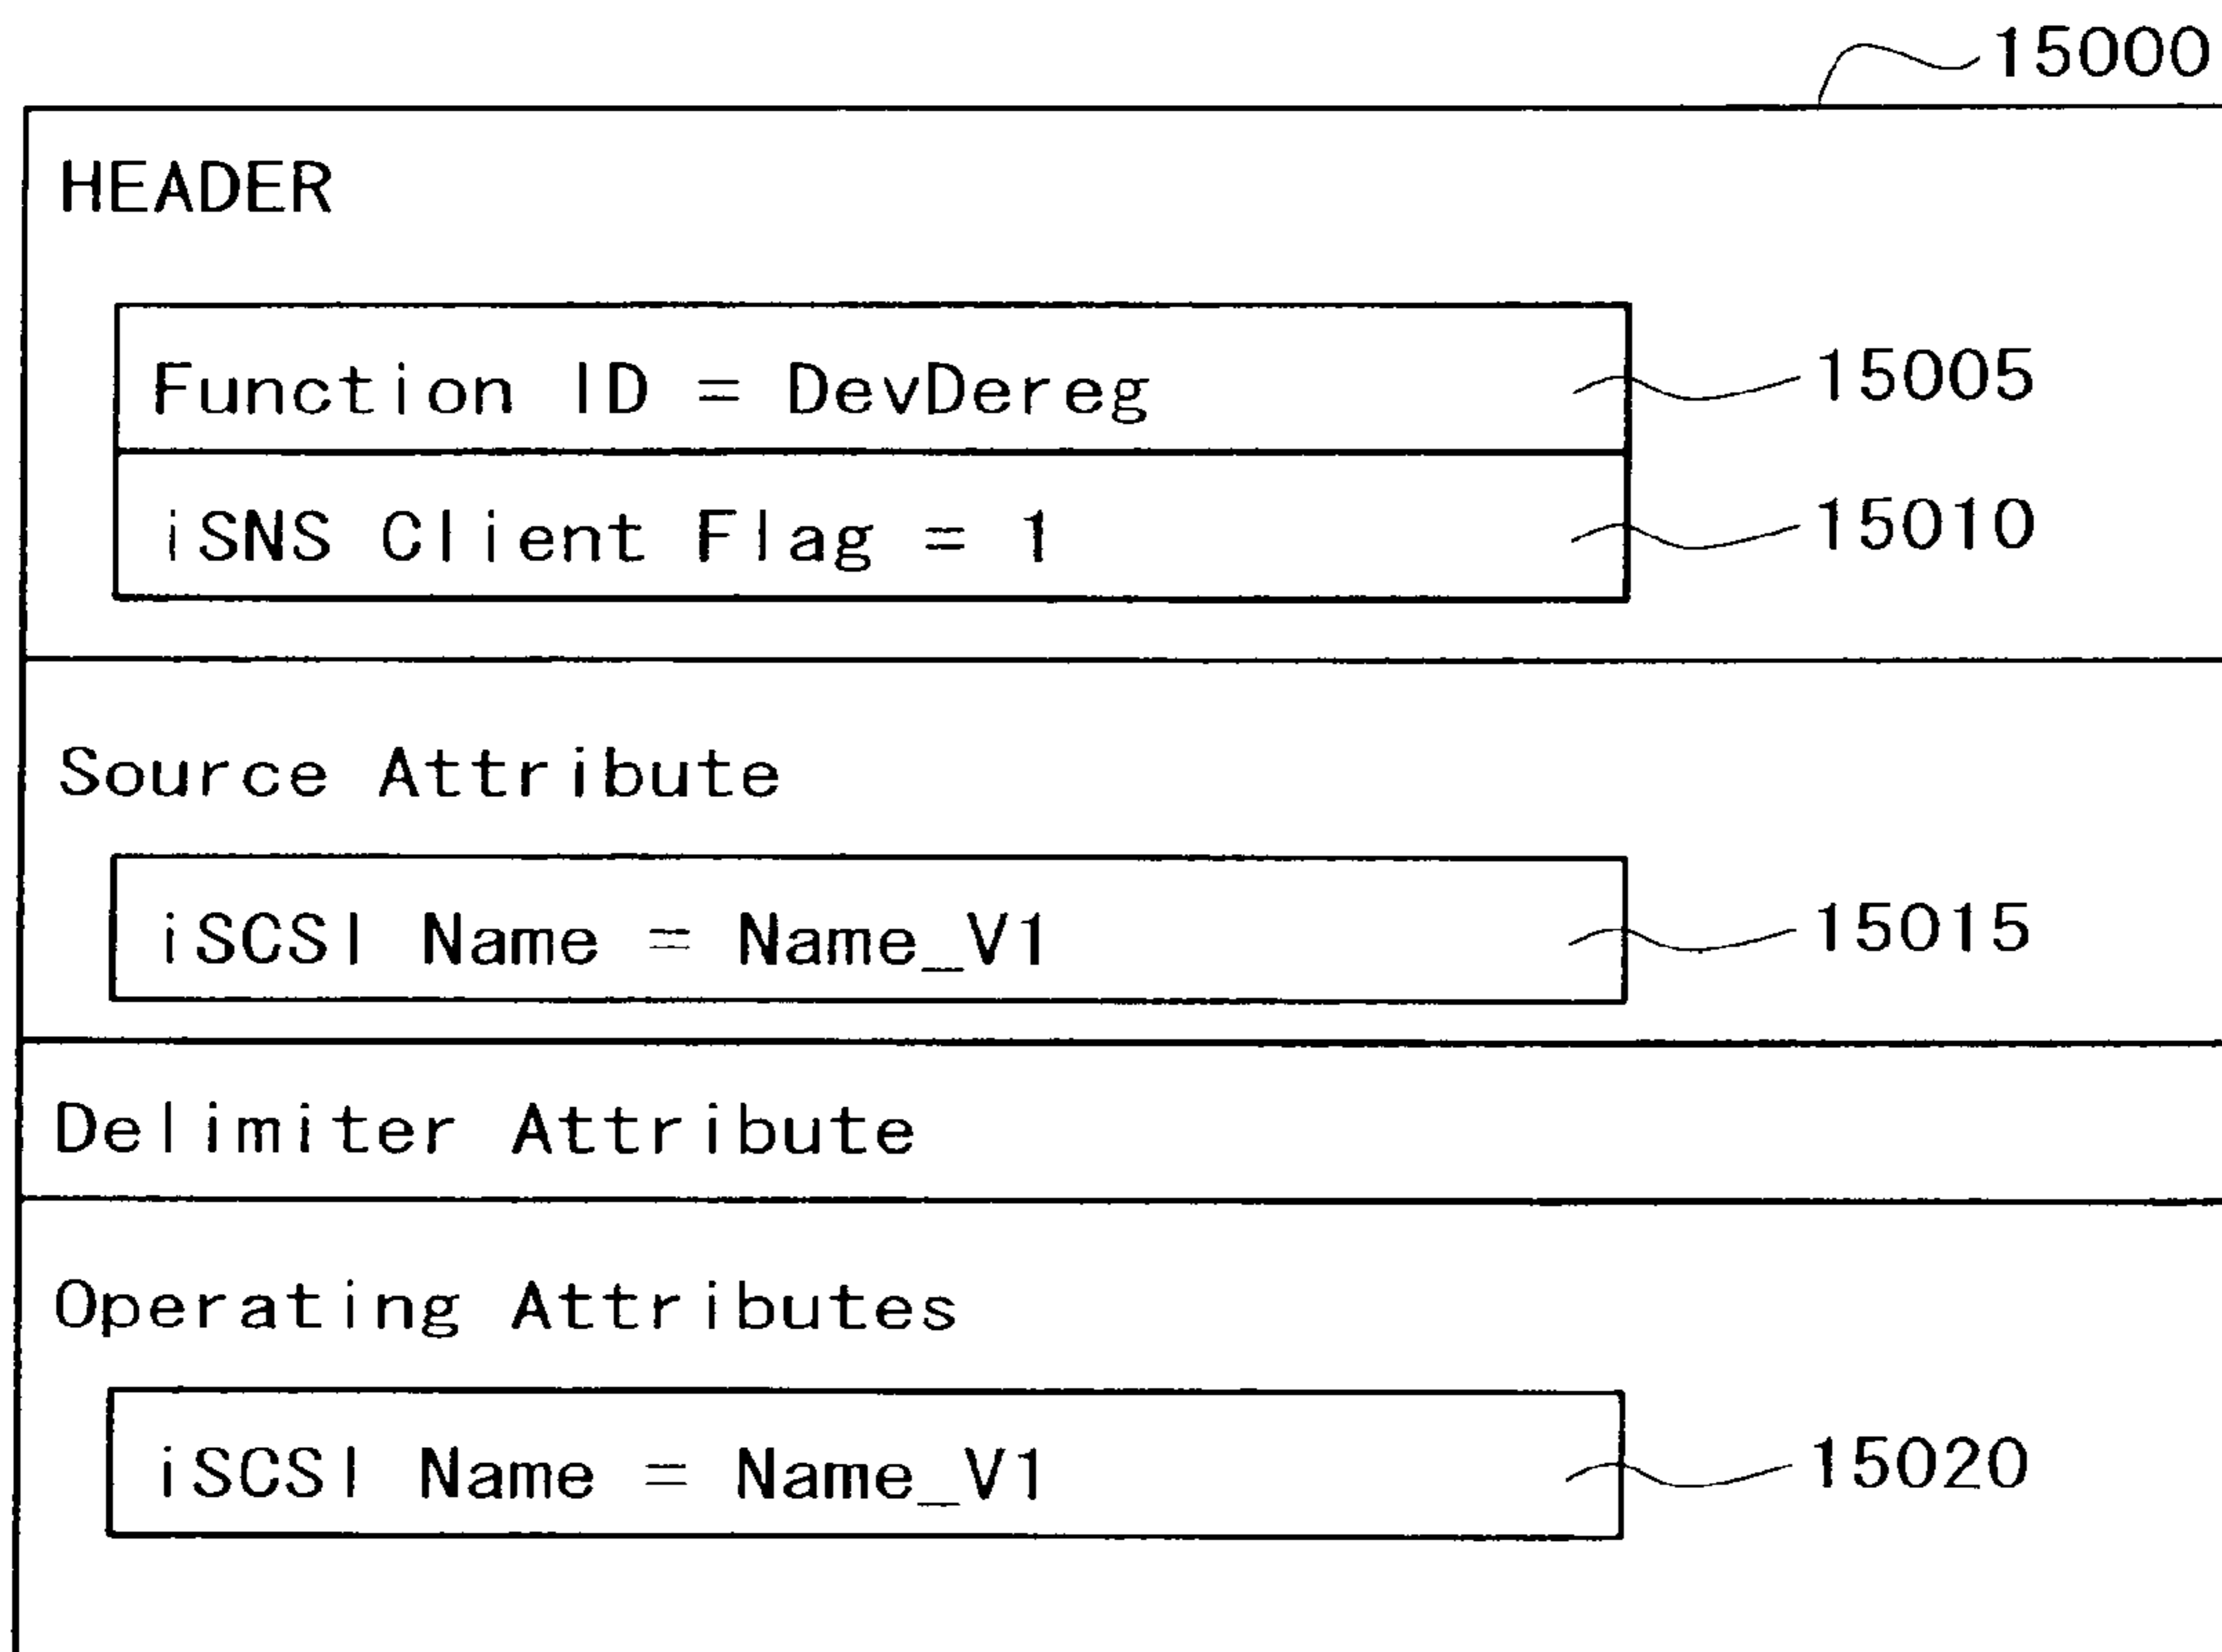 15000
HEADER
Function ID = DevDereg
15005
iSNS Client Flag = 1
15010
Source Attribute
iSCSI Name = Name_V1
15015
Delimiter Attribute
Operating Attributes
iSCSI Name = Name_V1
15020